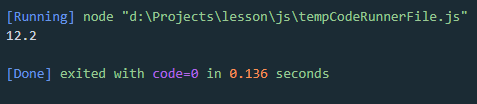 [Running] node "d:\Projects\lesson\js\tempCodeRunnerFile.js"
12.2
[Done] exited with code=0 in 0.136 seconds